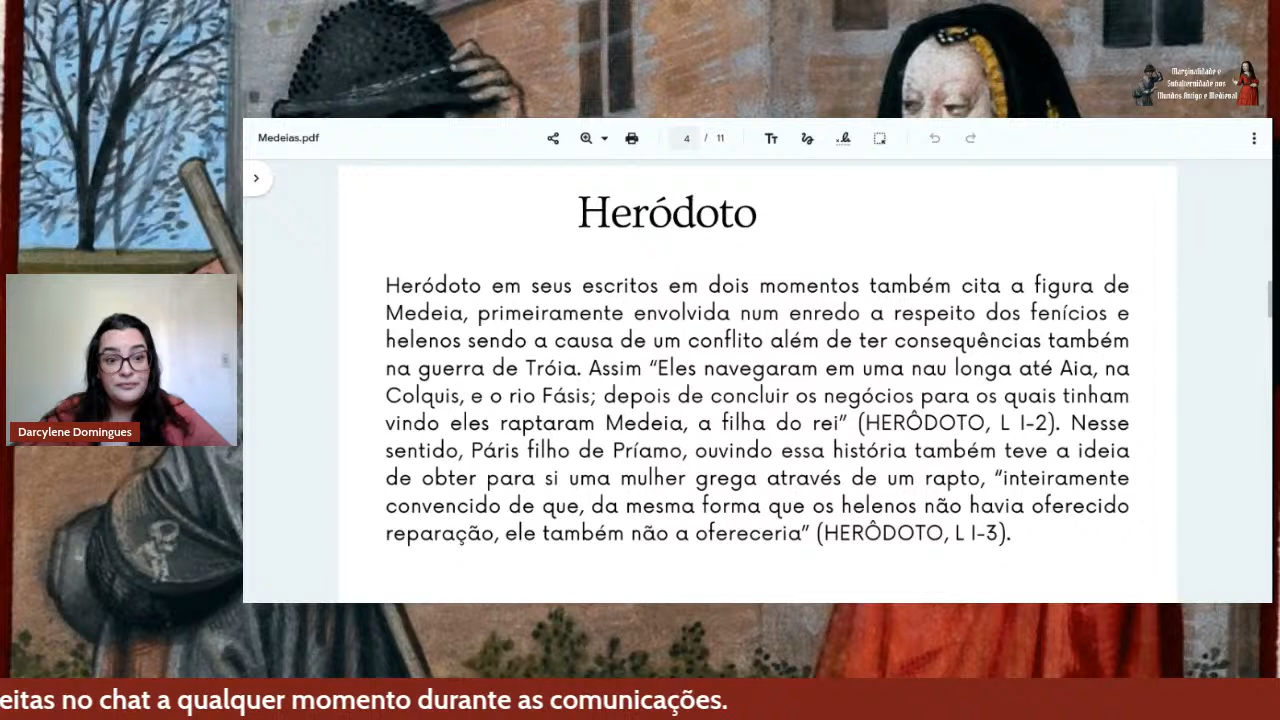 Marginalidade e
Subalternidade nos
Mundos Antigo e Medieval
Medeias.pdf
4 / 11
Heródoto
Heródoto em seus escritos em dois momentos também cita a figura de
Medeia, primeiramente envolvida num enredo a respeito dos fenícios e
helenos sendo a causa de um conflito além de ter consequências também
na guerra de Tróia. Assim “Eles navegaram em uma nau longa até Aia, na
Colquis, e o rio Fásis; depois de concluir os negócios para os quais tinham
vindo eles raptaram Medeia, a filha do rei” (HERÔDOTO, L I-2). Nesse
sentido, Páris filho de Príamo, ouvindo essa história também teve a ideia
de obter para si uma mulher grega através de um rapto, “inteiramente
convencido de que, da mesma forma que os helenos não havia oferecido
reparação, ele também não a ofereceria” (HERÔDOTO, L I-3).
Darcylene Domingues
eitas no chat a qualquer momento durante as comunicações.